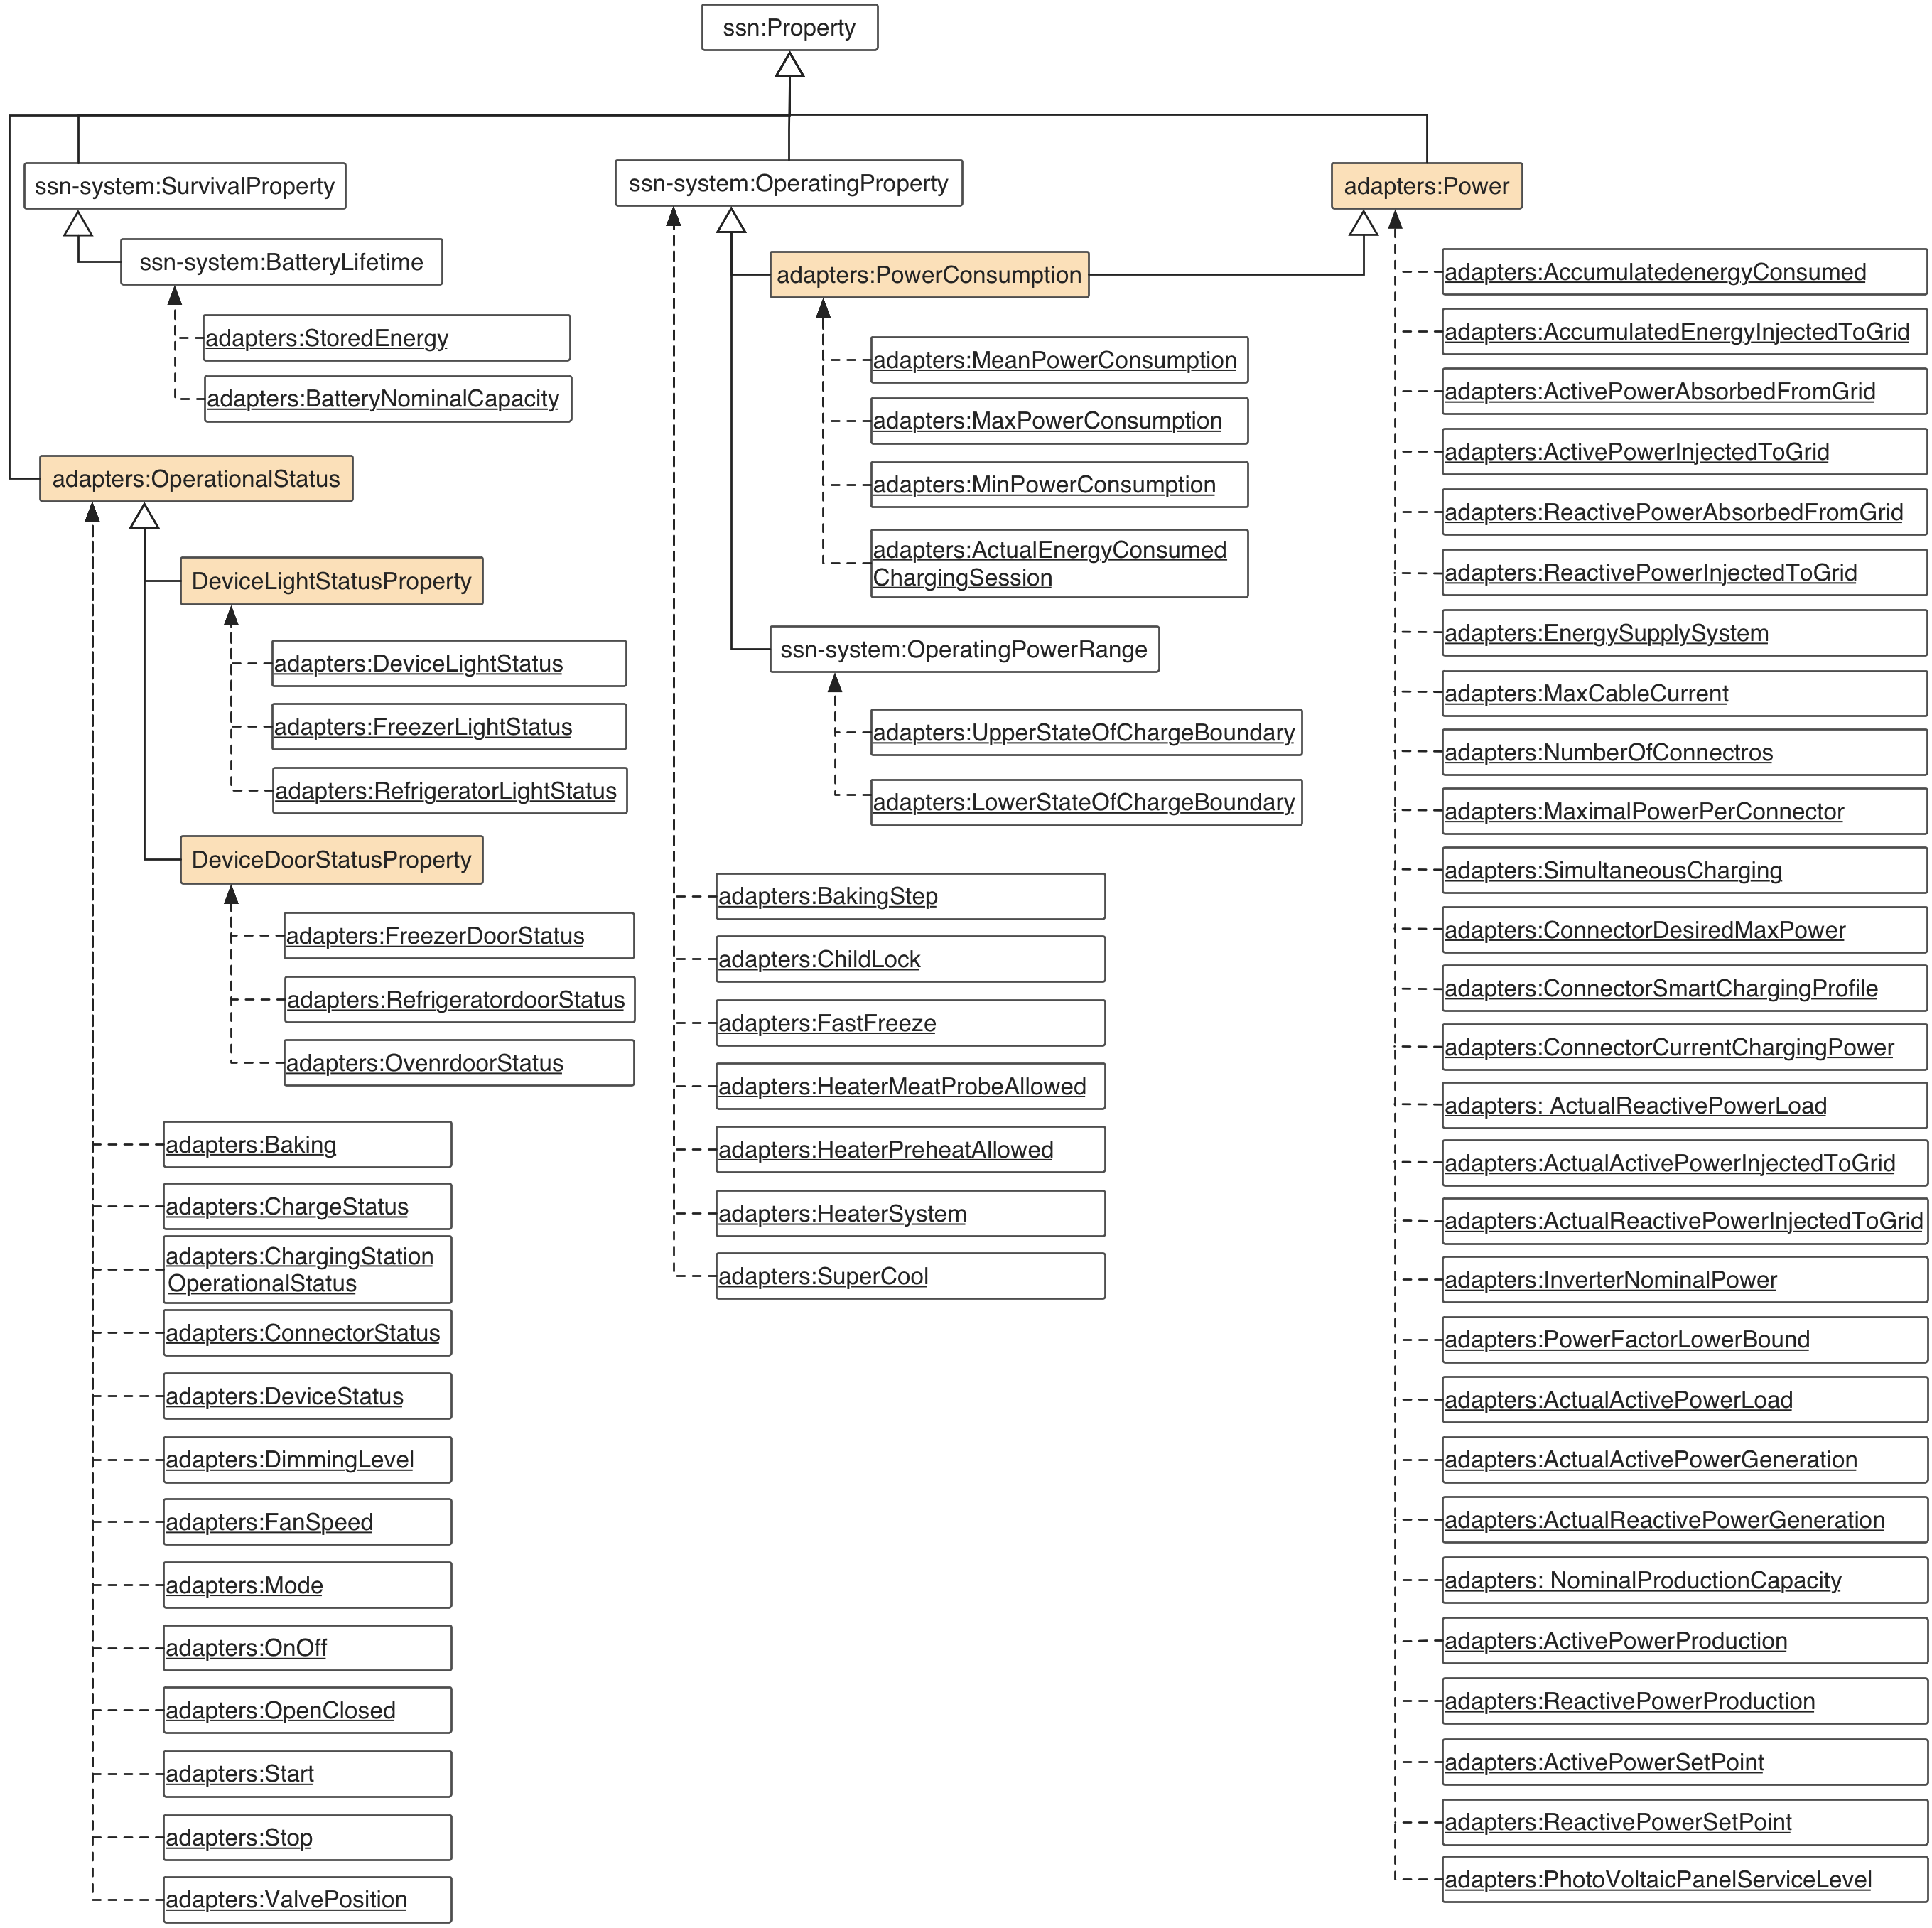 ssn:Property
ssn-system:SurvivalProperty
ssn-system:BatteryLifetime
adapters:StoredEnergy
adapters:BatteryNominalCapacity
adapters:OperationalStatus
DeviceLightStatusProperty
adapters:DeviceLightStatus
adapters:FreezerLightStatus
adapters:RefrigeratorLightStatus
DeviceDoorStatusProperty
adapters:FreezerDoorStatus
adapters:RefrigeratordoorStatus
adapters:OvenrdoorStatus
adapters:Baking
adapters:ChargeStatus
adapters:ChargingStation
OperationalStatus
adapters:ConnectorStatus
adapters:DeviceStatus
adapters:DimmingLevel
adapters:FanSpeed
adapters:Mode
adapters:OnOff
adapters:OpenClosed
adapters:Start
adapters:Stop
adapters:ValvePosition
ssn-system:OperatingProperty
adapters:PowerConsumption
adapters:MeanPowerConsumption
adapters:MaxPowerConsumption
adapters:MinPowerConsumption
adapters:ActualEnergyConsumed
ChargingSession
ssn-system:OperatingPowerRange
adapters:UpperStateOfChargeBoundary
adapters:LowerStateOfChargeBoundary
adapters:BakingStep
adapters:ChildLock
adapters:FastFreeze
adapters:HeaterMeatProbeAllowed
adapters:HeaterPreheatAllowed
adapters:HeaterSystem
adapters:SuperCool
adapters:Power
adapters:AccumulatedenergyConsumed
adapters:AccumulatedEnergyInjectedToGrid
adapters:ActivePowerAbsorbedFromGrid
adapters:ActivePowerInjectedToGrid
adapters:ReactivePowerAbsorbedFromGrid
adapters:ReactivePowerInjectedToGrid
adapters:EnergySupplySystem
adapters:MaxCableCurrent
adapters:NumberOfConnectros
adapters:MaximalPowerPerConnector
adapters:SimultaneousCharging
adapters:ConnectorDesiredMaxPower
adapters:ConnectorSmartChargingProfile
adapters:ConnectorCurrentChargingPower
adapters: ActualReactivePowerLoad
adapters:ActualActivePowerInjectedToGrid
adapters:ActualReactivePowerInjectedToGrid
adapters:InverterNominalPower
adapters:PowerFactorLowerBound
adapters:ActualActivePowerLoad
adapters:ActualActivePowerGeneration
adapters:ActualReactivePowerGeneration
adapters: NominalProductionCapacity
adapters:ActivePowerProduction
adapters:ReactivePowerProduction
adapters:ActivePowerSetPoint
adapters:ReactivePowerSetPoint
adapters:PhotoVoltaicPanelServiceLevel